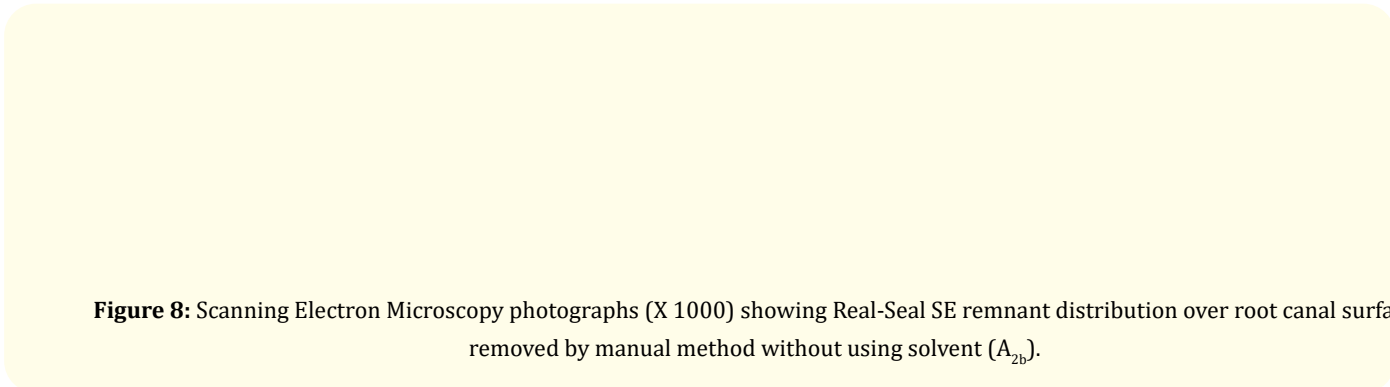 Figure 8: Scanning Electron Microscopy photographs (X 1000) showing Real-Seal SE remnant distribution over root canal
removed by manual method without using solvent (A2b).